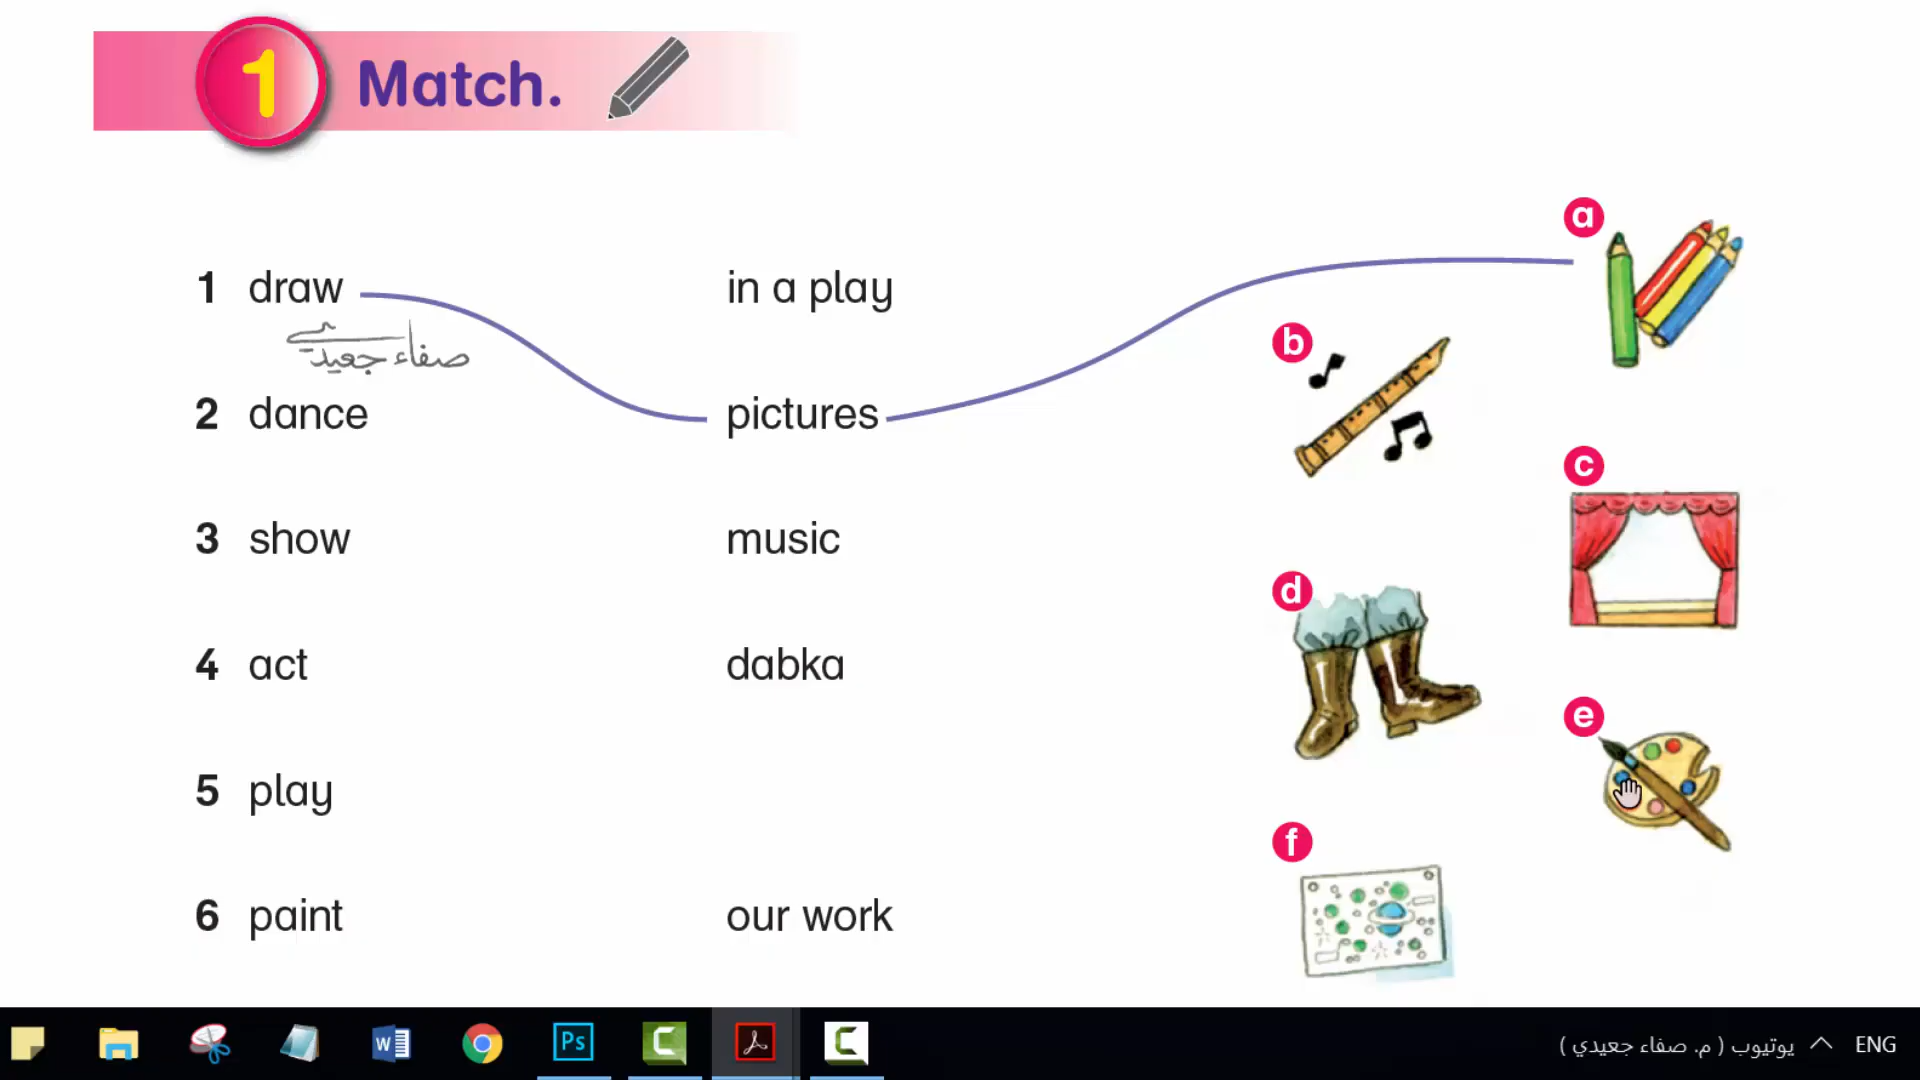 1 Match.
1 draw in a play
صفاء جعيدي
2 dance pictures
3 show music
4 act dabka
5 play
6 paint our work
a
b
c
d
e
f
W
Ps
C
C
يوتيوب ( م. صفاء جعيدي )
ENG